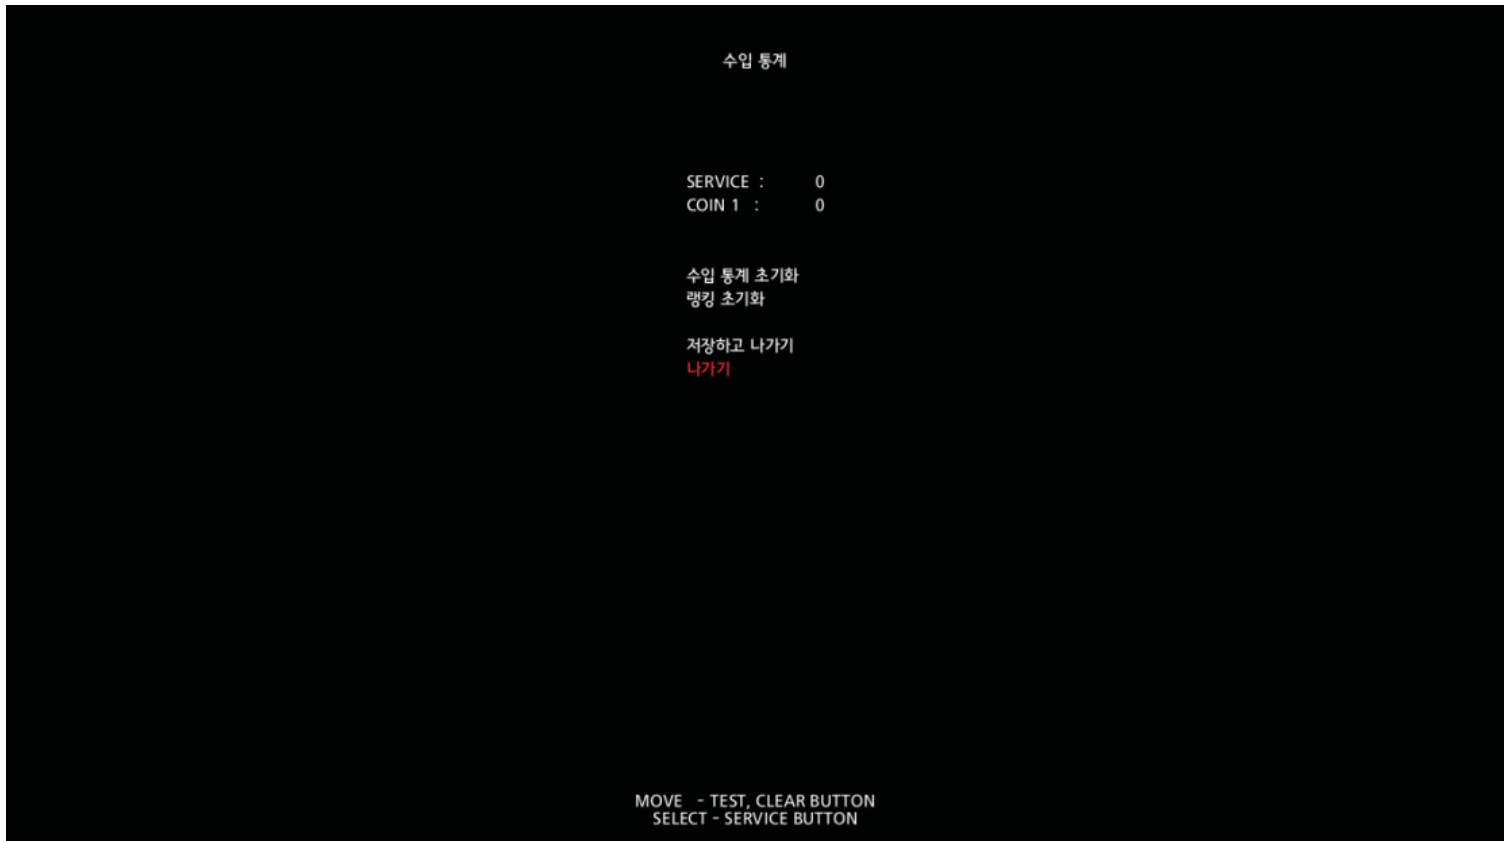 수입 통계
SERVICE : 0
COIN 1 : 0
수입 통계 초기화
랭킹 초기화
저장하고 나가기
나가기
MOVE - TEST, CLEAR BUTTON
SELECT - SERVICE BUTTON